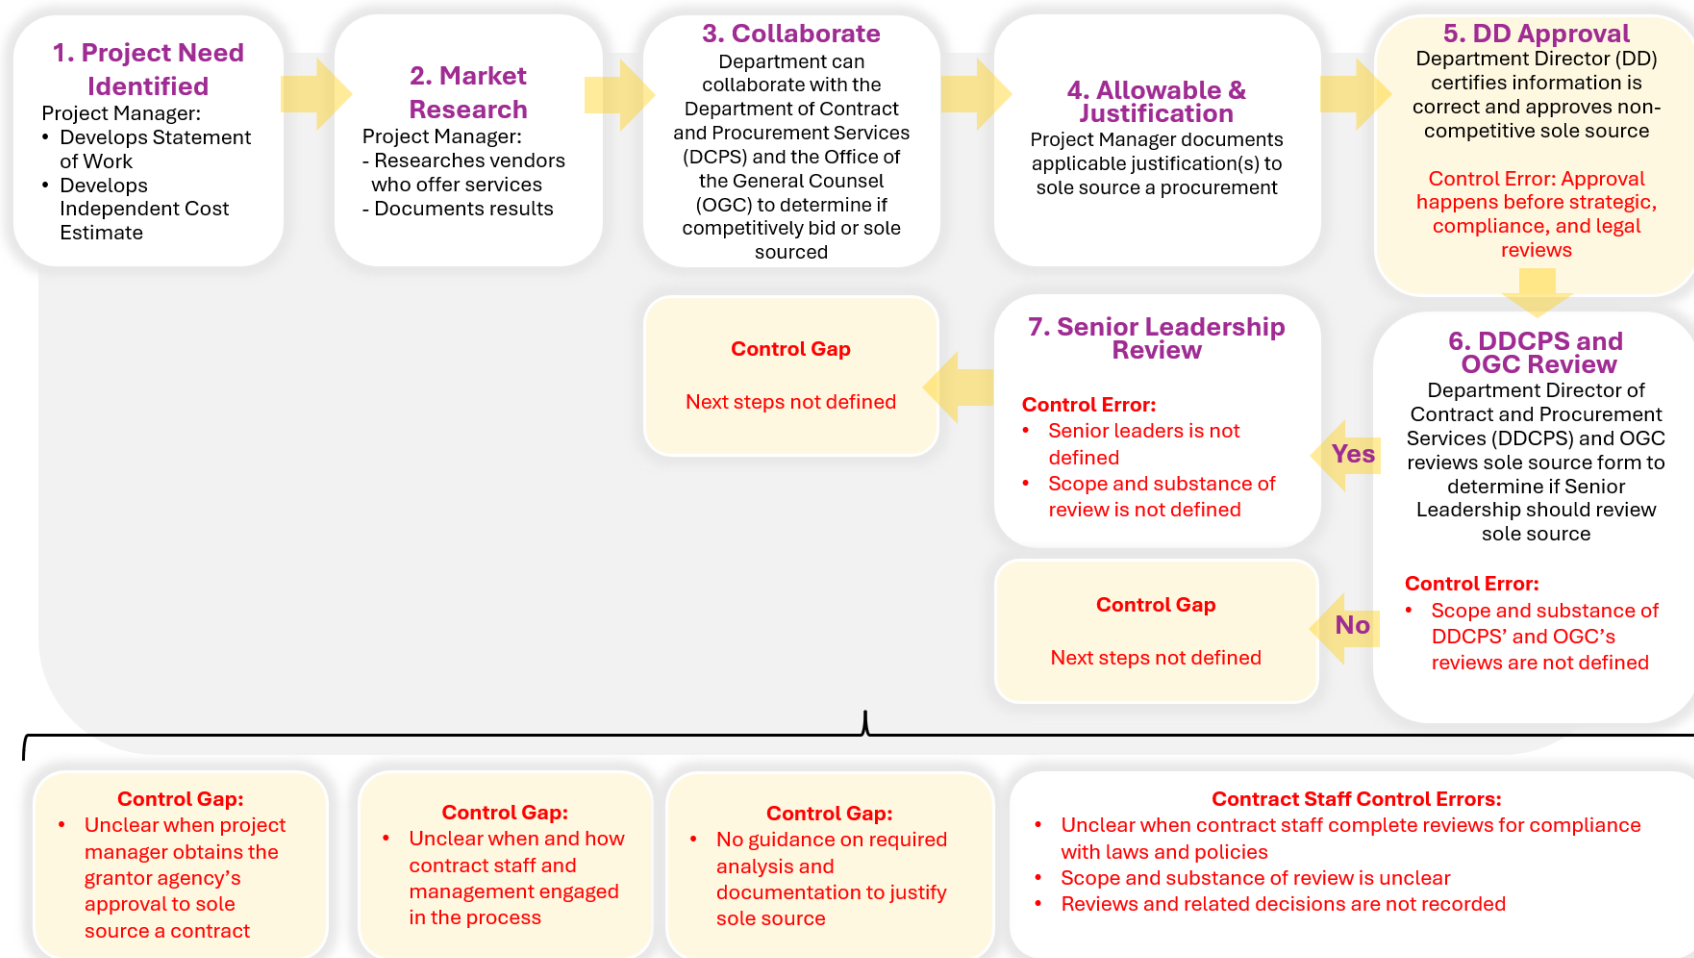 1. Project Need
Identified
Project Manager:
• Develops Statement
of Work
• Develops
Independent Cost
Estimate
2. Market
Research
Project Manager:
- Researches vendors
who offer services
- Documents results
3. Collaborate
Department can
collaborate with the
Department of Contract
and Procurement Services
(DCPS) and the Office of
the General Counsel
(OGC) to determine if
competitively bid or sole
sourced
4. Allowable &
Justification
Project Manager documents
applicable justification(s) to
sole source a procurement
5. DD Approval
Department Director (DD)
certifies information is
correct and approves non-
competitive sole source
Control Error: Approval
happens before strategic,
compliance, and legal
reviews
6. DDCPS and
OGC Review
Department Director of
Contract and Procurement
Services (DDCPS) and OGC
reviews sole source form to
determine if Senior
Leadership should review
sole source
Control Error:
• Scope and substance of
DDCPS’ and OGC’s
reviews are not defined
Yes
7. Senior Leadership
Review
Control Error:
• Senior leaders is not
defined
• Scope and substance of
review is not defined
Control Gap
Next steps not defined
No
Control Gap
Next steps not defined
Control Gap:
• Unclear when project
manager obtains the
grantor agency’s
approval to sole
source a contract
Control Gap:
• Unclear when and how
contract staff and
management engaged
in the process
Control Gap:
• No guidance on required
analysis and
documentation to justify
sole source
Contract Staff Control Errors:
• Unclear when contract staff complete reviews for compliance
with laws and policies
• Scope and substance of review is unclear
• Reviews and related decisions are not recorded